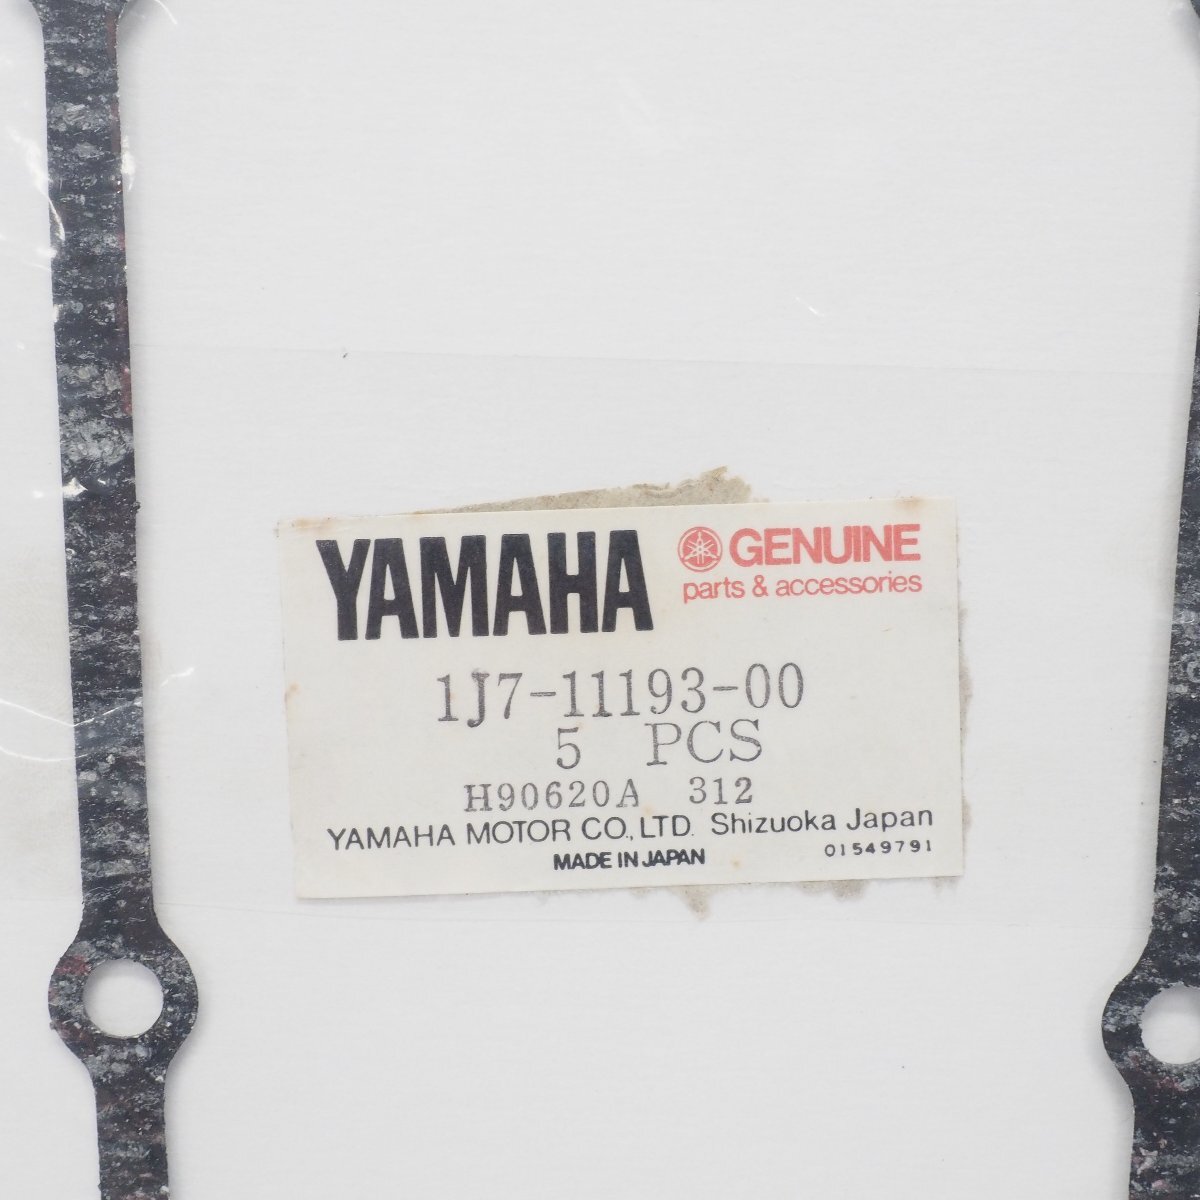 YAMAHA GENUINE
parts & accessories
1J7-11193-00
5 PCS
H90620A 312
YAMAHA MOTOR CO., LTD. Shizuoka Japan
MADE IN JAPAN 01549791